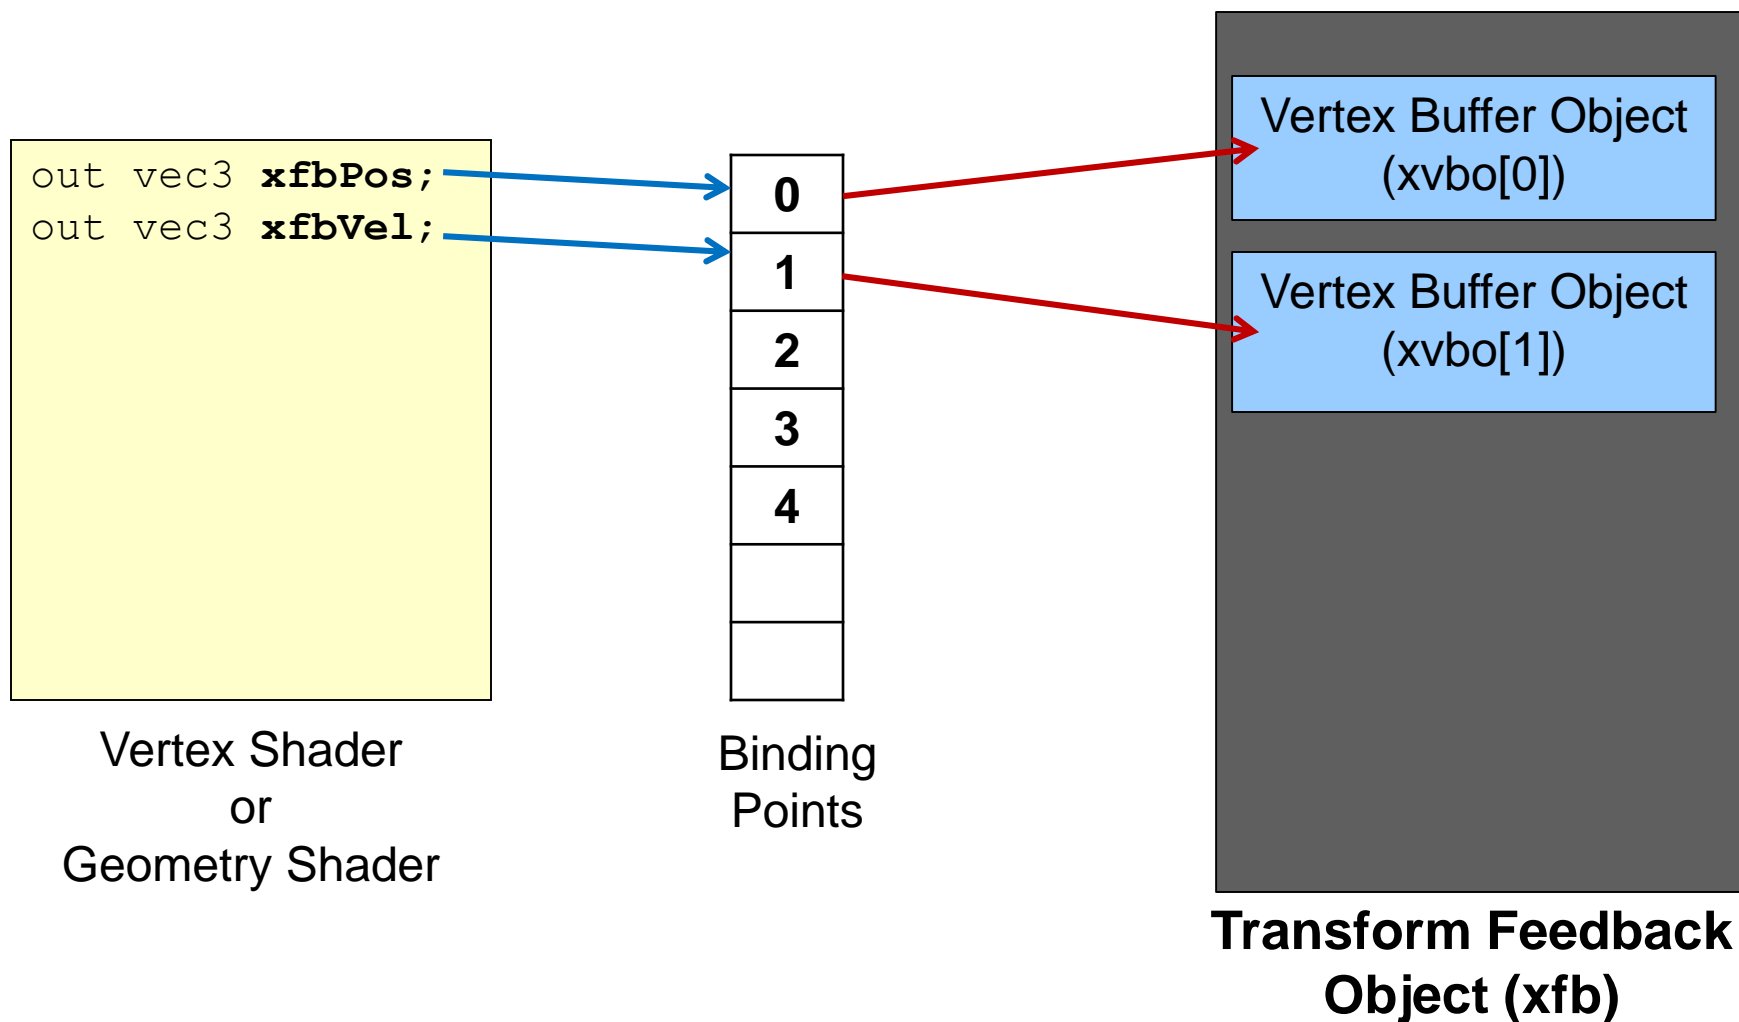 out vec3 xfbPos;
out vec3 xfbVel;
Vertex Shader
or
Geometry Shader
0
1
2
3
4
Binding
Points
Vertex Buffer Object
(xvbo[0])
Vertex Buffer Object
(xvbo[1])
Transform Feedback
Object (xfb)